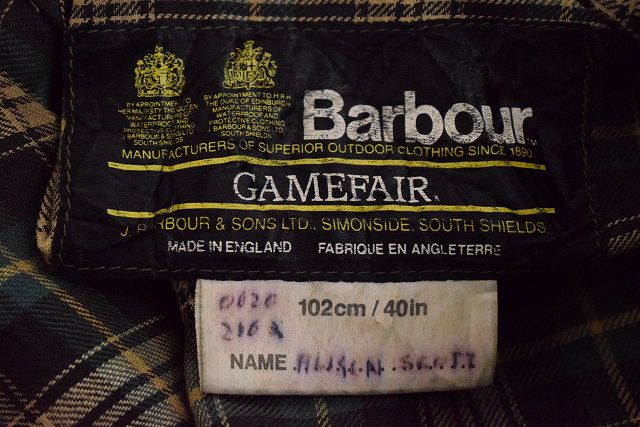 BY APPOINTMENT TO
HER MAJESTY THE QUEEN
MANUFACTURERS OF
WATERPROOF AND
PROTECTIVE CLOTHING
J. BARBOUR & SONS LTD
SOUTH SHIELDS
BY APPOINTMENT TO H.R.H.
THE DUKE OF EDINBURGH
MANUFACTURERS OF
WATERPROOF AND
PROTECTIVE CLOTHING
J. BARBOUR & SONS LTD
SOUTH SHIELDS
Barbour
MANUFACTURERS OF SUPERIOR OUTDOOR CLOTHING SINCE 1890
GAMEFAIR.
J. BARBOUR & SONS LTD., SIMONSIDE, SOUTH SHIELDS.
MADE IN ENGLAND FABRIQUE EN ANGLETERRE
102cm / 40in
NAME